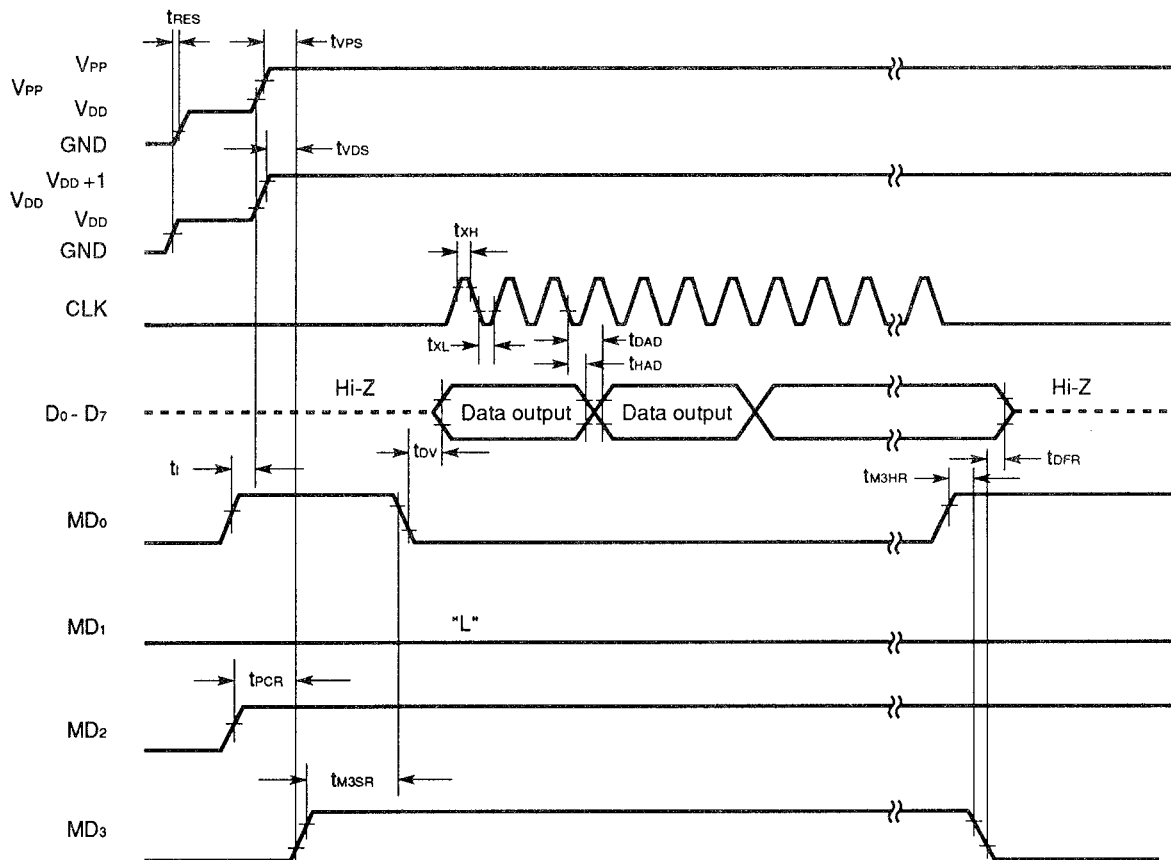 tRES
tVPS
VPP
VPP
VDD
GND
tVDS
VDD +1
VDD
VDD
GND
tXH
CLK
tXL
tDAD
tHAD
Hi-Z
Hi-Z
D0 - D7
Data output
Data output
tDV
tDFR
tI
tM3HR
MD0
"L"
MD1
tPCR
MD2
tM3SR
MD3